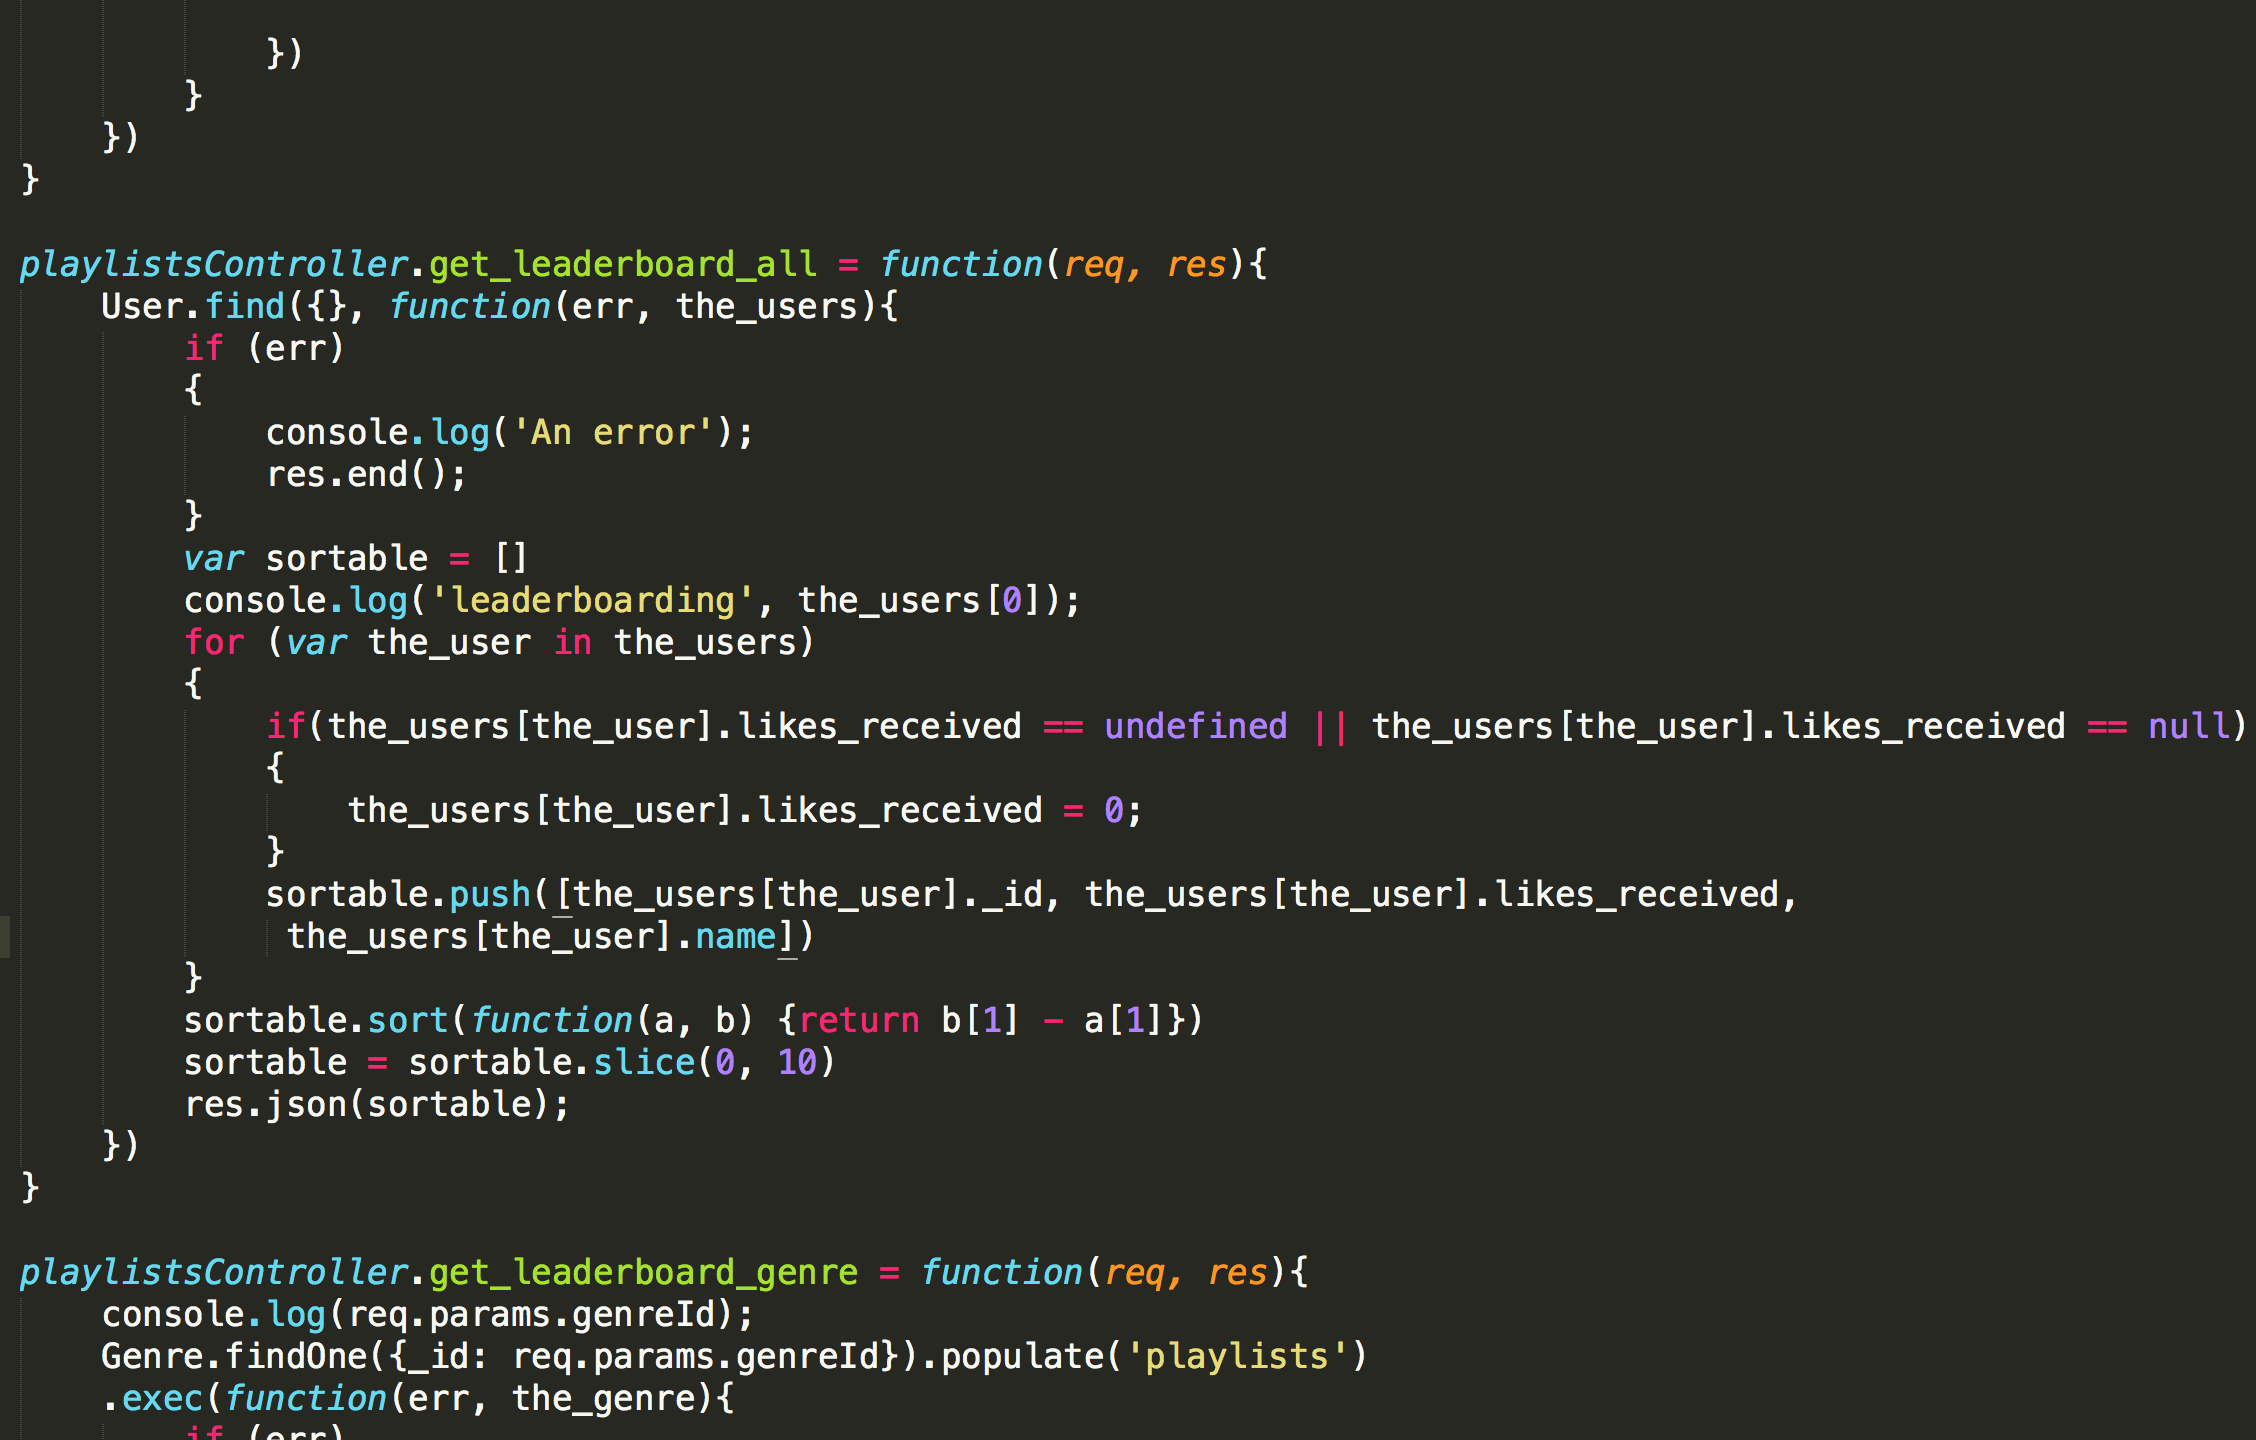 })
        }
    })
}

playlistsController.get_leaderboard_all = function(req, res){
    User.find({}, function(err, the_users){
        if (err)
        {
            console.log('An error');
            res.end();
        }
        var sortable = []
        console.log('leaderboarding', the_users[0]);
        for (var the_user in the_users)
        {
            if(the_users[the_user].likes_received == undefined || the_users[the_user].likes_received == null)
            {
                the_users[the_user].likes_received = 0;
            }
            sortable.push([the_users[the_user]._id, the_users[the_user].likes_received,
             the_users[the_user].name])
        }
        sortable.sort(function(a, b) {return b[1] - a[1]})
        sortable = sortable.slice(0, 10)
        res.json(sortable);
    })
}

playlistsController.get_leaderboard_genre = function(req, res){
    console.log(req.params.genreId);
    Genre.findOne({_id: req.params.genreId}).populate('playlists')
    .exec(function(err, the_genre){
        if (err)